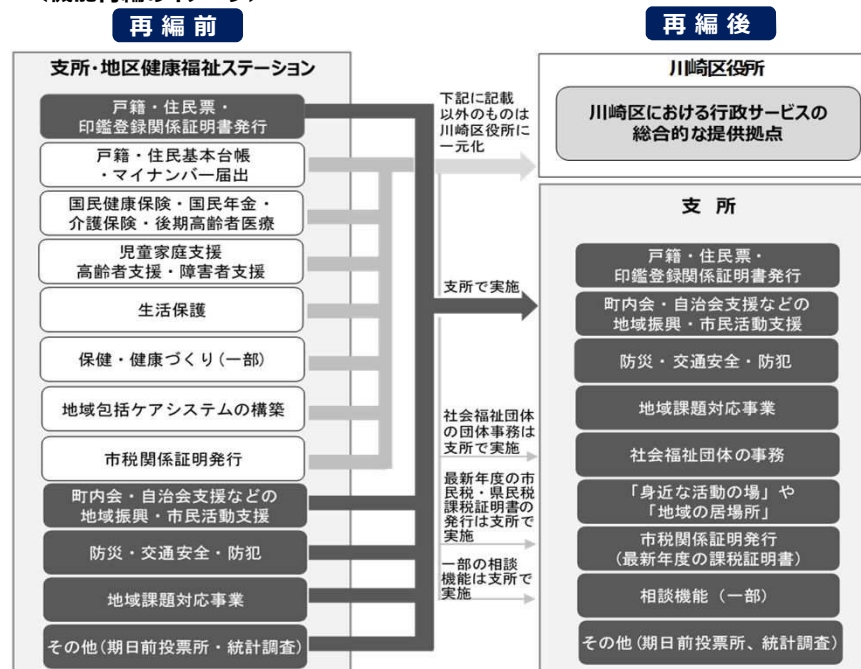 再編前
再編後
支所・地区健康福祉ステーション
戸籍・住民票・
印鑑登録関係証明書発行
戸籍・住民基本台帳
・マイナンバー届出
国民健康保険・国民年金・
介護保険・後期高齢者医療
児童家庭支援
高齢者支援・障害者支援
生活保護
保健・健康づくり(一部)
地域包括ケアシステムの構築
市税関係証明発行
町内会・自治会支援などの
地域振興・市民活動支援
防災・交通安全・防犯
地域課題対応事業
その他(期日前投票所・統計調査)
下記に記載
以外のものは
川崎区役所に
一元化
支所で実施
社会福祉団体
の団体事務は
支所で実施
最新年度の市
民税・県民税
課税証明書の
発行は支所で
実施
一部の相談
機能は支所で
実施
川崎区役所
川崎区における行政サービスの
総合的な提供拠点
支 所
戸籍・住民票・
印鑑登録関係証明書発行
町内会・自治会支援などの
地域振興・市民活動支援
防災・交通安全・防犯
地域課題対応事業
社会福祉団体の事務
「身近な活動の場」や
「地域の居場所」
市税関係証明発行
(最新年度の課税証明書)
相談機能（一部）
その他(期日前投票所、統計調査)